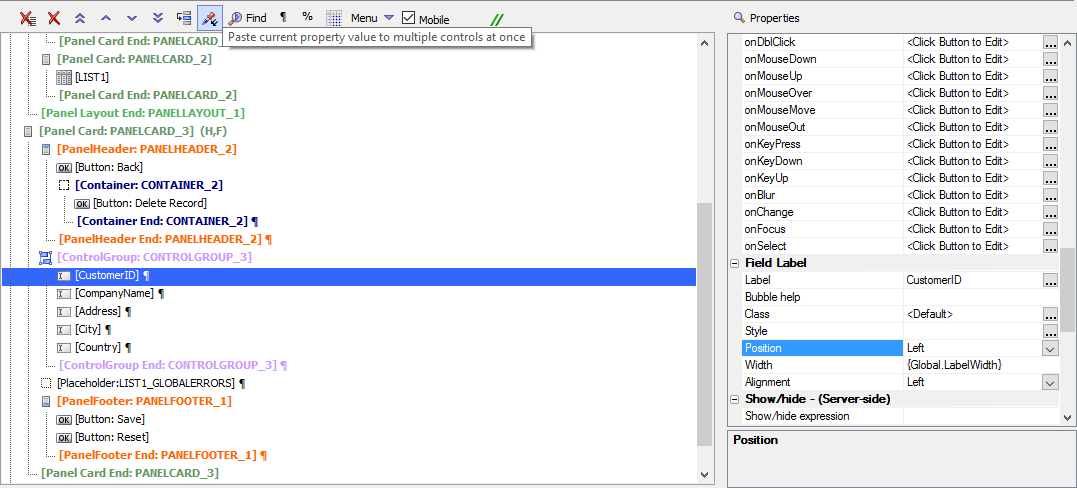 Find ¶ % Menu Mobile
Paste current property value to multiple controls at once
[Panel Card End: PANELCARD_
[Panel Card: PANELCARD_2]
[LIST1]
[Panel Card End: PANELCARD_2]
[Panel Layout End: PANELLAYOUT_1]
[Panel Card: PANELCARD_3] (H,F)
[PanelHeader: PANELHEADER_2]
OK [Button: Back]
[Container: CONTAINER_2]
OK [Button: Delete Record]
[Container End: CONTAINER_2] ¶
[PanelHeader End: PANELHEADER_2] ¶
[ControlGroup: CONTROLGROUP_3]
[CustomerID] ¶
[CompanyName] ¶
[Address] ¶
[City] ¶
[Country] ¶
[ControlGroup End: CONTROLGROUP_3] ¶
[Placeholder:LIST1_GLOBALERRORS] ¶
[PanelFooter: PANELFOOTER_1]
OK [Button: Save]
OK [Button: Reset]
[PanelFooter End: PANELFOOTER_1] ¶
[Panel Card End: PANELCARD_3]
Properties
onDblClick <Click Button to Edit> ...
onMouseDown <Click Button to Edit> ...
onMouseUp <Click Button to Edit> ...
onMouseOver <Click Button to Edit> ...
onMouseMove <Click Button to Edit> ...
onMouseOut <Click Button to Edit> ...
onKeyPress <Click Button to Edit> ...
onKeyDown <Click Button to Edit> ...
onKeyUp <Click Button to Edit> ...
onBlur <Click Button to Edit> ...
onChange <Click Button to Edit> ...
onFocus <Click Button to Edit> ...
onSelect <Click Button to Edit> ...
Field Label
Label CustomerID ...
Bubble help
Class <Default> ...
Style ...
Position Left
Width {Global.LabelWidth}
Alignment Left
Show/hide - (Server-side)
Show/hide expression
Position